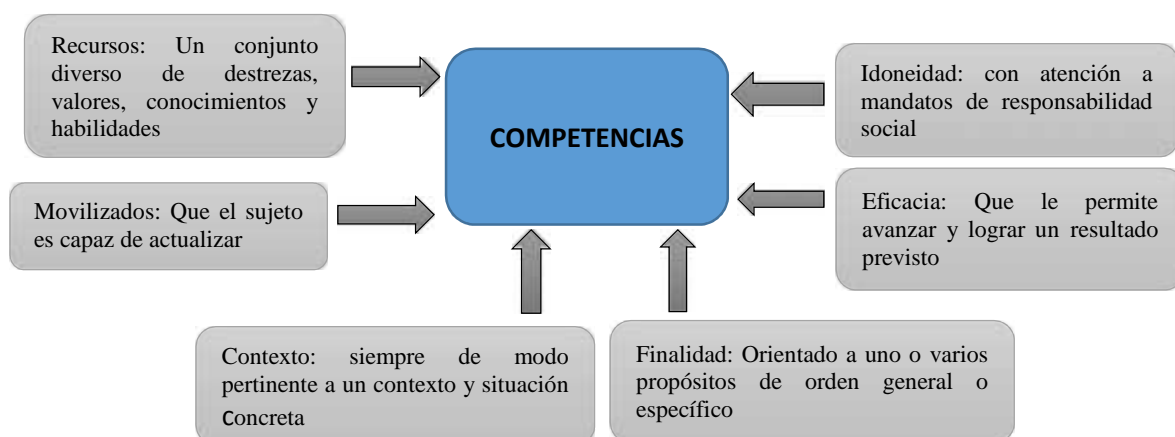 Recursos: Un conjunto
diverso de destrezas,
valores, conocimientos y
habilidades
Movilizados: Que el sujeto
es capaz de actualizar
COMPETENCIAS
Idoneidad: con atención a
mandatos de responsabilidad
social
Eficacia: Que le permite
avanzar y lograr un resultado
previsto
Contexto: siempre de modo
pertinente a un contexto y situación
Concreta
Finalidad: Orientado a uno o varios
propósitos de orden general o
específico